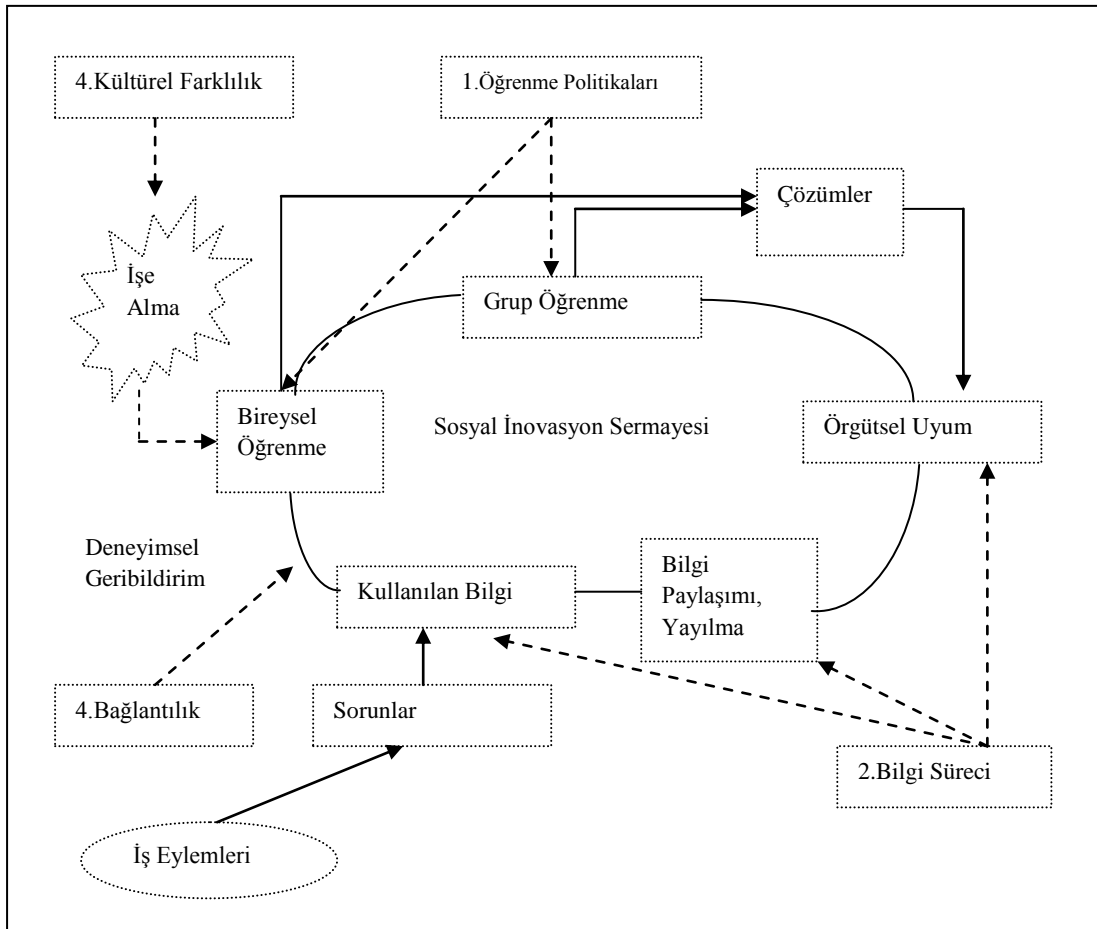 4.Kültürel Farklılık
1.Öğrenme Politikaları
Çözümler
İşe
Alma
Grup Öğrenme
Bireysel
Öğrenme
Sosyal İnovasyon Sermayesi
Örgütsel Uyum
Deneyimsel
Geribildirim
Kullanılan Bilgi
Bilgi
Paylaşımı,
Yayılma
4.Bağlantılık
Sorunlar
2.Bilgi Süreci
İş Eylemleri